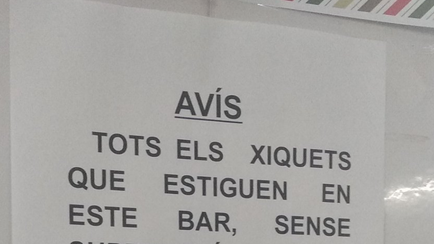 AVÍS
TOTS ELS XIQUETS
QUE ESTIGUEN EN
ESTE BAR, SENSE